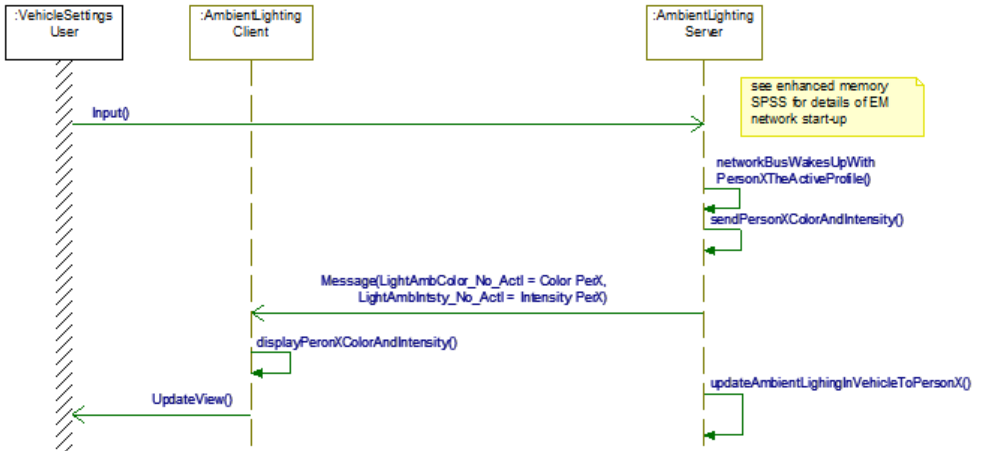 :VehicleSettings
User
:AmbientLighting
Client
:AmbientLighting
Server
see enhanced memory
SPSS for details of EM
network start-up
Input()
networkBusWakesUpWith
PersonXTheActiveProfile()
sendPersonXColorAndIntensity()
Message(LightAmbColor_No_Actl = Color PerX,
LightAmbIntsty_No_Actl = Intensity PerX)
displayPeronXColorAndIntensity()
updateAmbientLighingInVehicleToPersonX()
UpdateView()